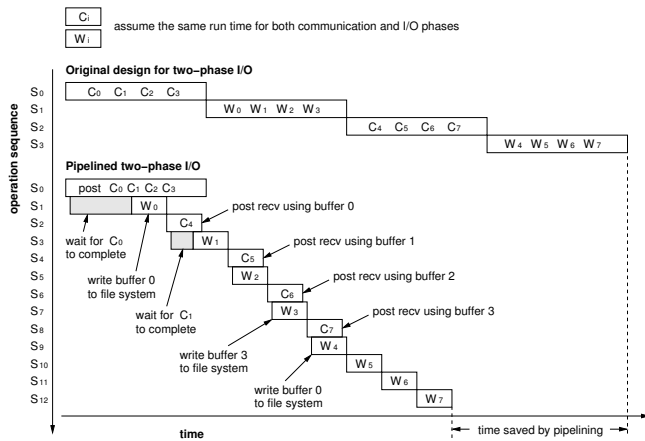 Ci
assume the same run time for both communication and I/O phases
Wi
Original design for two−phase I/O
S0 C0 C1 C2 C3
S1 W0 W1 W2 W3
S2 C4 C5 C6 C7
S3 W4 W5 W6 W7
operation sequence
Pipelined two−phase I/O
S0 post C0 C1 C2 C3
S1 W0
S2 C4 post recv using buffer 0
S3 W1
wait for C0
to complete
S4 C5 post recv using buffer 1
S5 W2
write buffer 0
to file system
S6 C6 post recv using buffer 2
S7 W3
wait for C1
to complete
S8 C7 post recv using buffer 3
S9 W4
write buffer 3
to file system
S10 W5
S11 W6
write buffer 0
to file system
S12 W7
time
time saved by pipelining